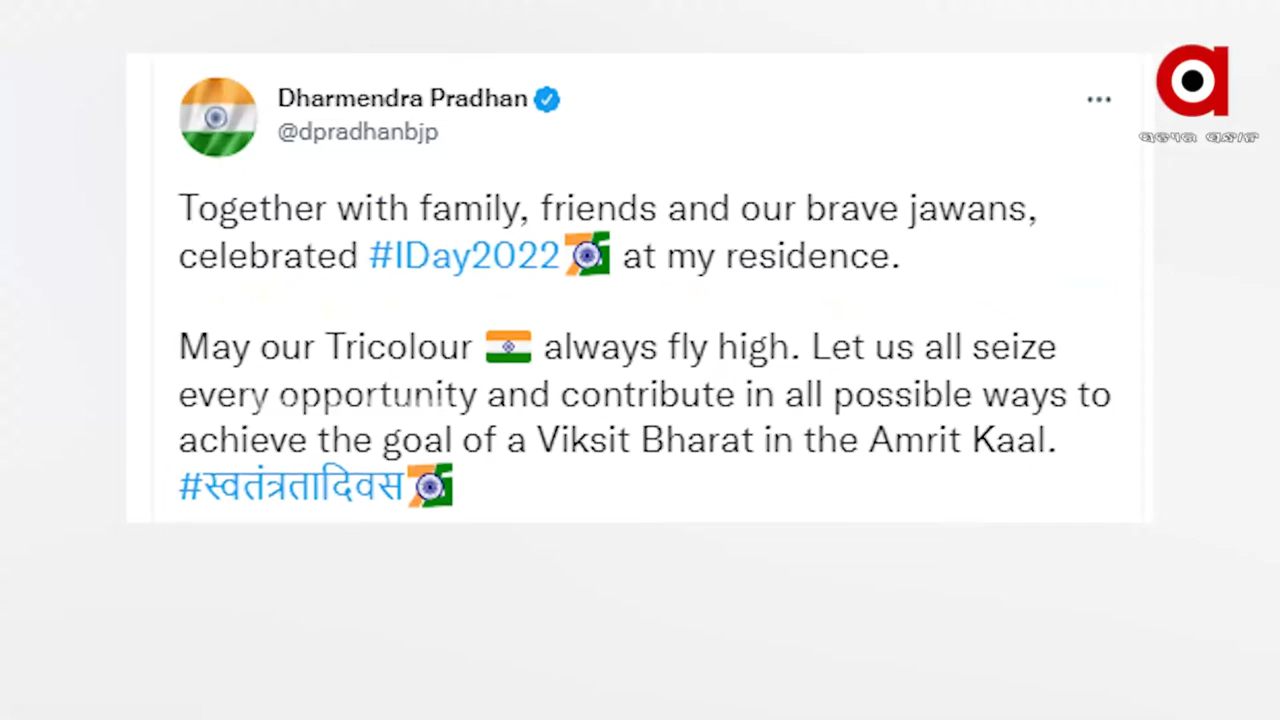 Dharmendra Pradhan
@dpradhanbjp
Together with family, friends and our brave jawans,
celebrated #IDay2022 at my residence.
May our Tricolour 🇮🇳 always fly high. Let us all seize
every opportunity and contribute in all possible ways to
achieve the goal of a Viksit Bharat in the Amrit Kaal.
#स्वतंत्रतादिवस